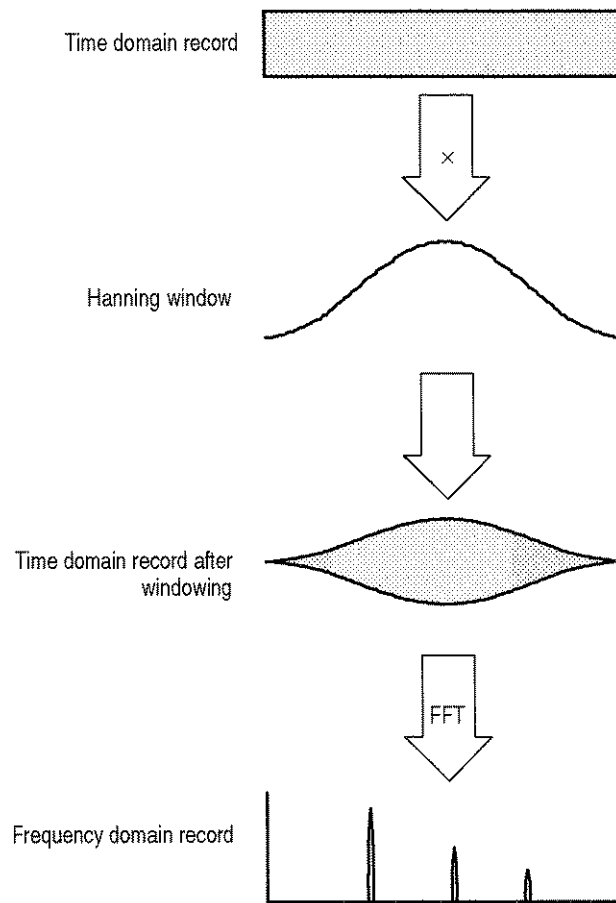 Time domain record
×
Hanning window
Time domain record after
windowing
FFT
Frequency domain record